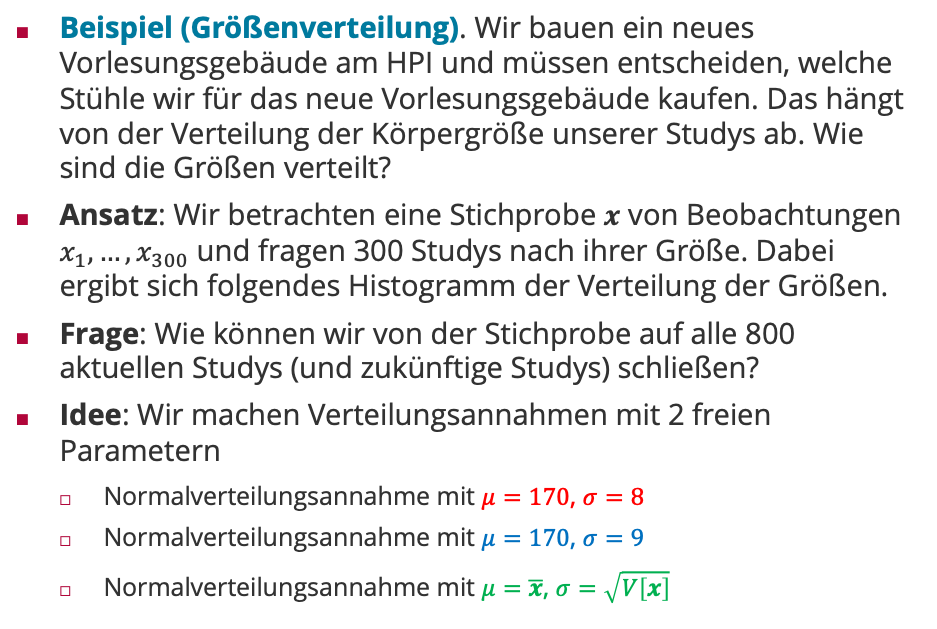 Beispiel (Größenverteilung). Wir bauen ein neues
Vorlesungsgebäude am HPI und müssen entscheiden, welche
Stühle wir für das neue Vorlesungsgebäude kaufen. Das hängt
von der Verteilung der Körpergröße unserer Studys ab. Wie
sind die Größen verteilt?
Ansatz: Wir betrachten eine Stichprobe x von Beobachtungen
x₁, … , x₃₀₀ und fragen 300 Studys nach ihrer Größe. Dabei
ergibt sich folgendes Histogramm der Verteilung der Größen.
Frage: Wie können wir von der Stichprobe auf alle 800
aktuellen Studys (und zukünftige Studys) schließen?
Idee: Wir machen Verteilungsannahmen mit 2 freien
Parametern
Normalverteilungsannahme mit μ = 170, σ = 8
Normalverteilungsannahme mit μ = 170, σ = 9
Normalverteilungsannahme mit μ = x̅, σ = √V[x]